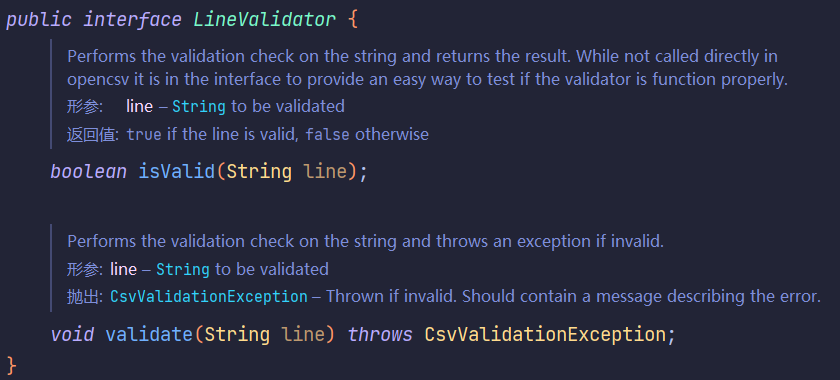 public interface LineValidator {
Performs the validation check on the string and returns the result. While not called directly in
opencsv it is in the interface to provide an easy way to test if the validator is function properly.
形参: line – String to be validated
返回值: true if the line is valid, false otherwise
boolean isValid(String line);
Performs the validation check on the string and throws an exception if invalid.
形参: line – String to be validated
抛出: CsvValidationException – Thrown if invalid. Should contain a message describing the error.
void validate(String line) throws CsvValidationException;
}